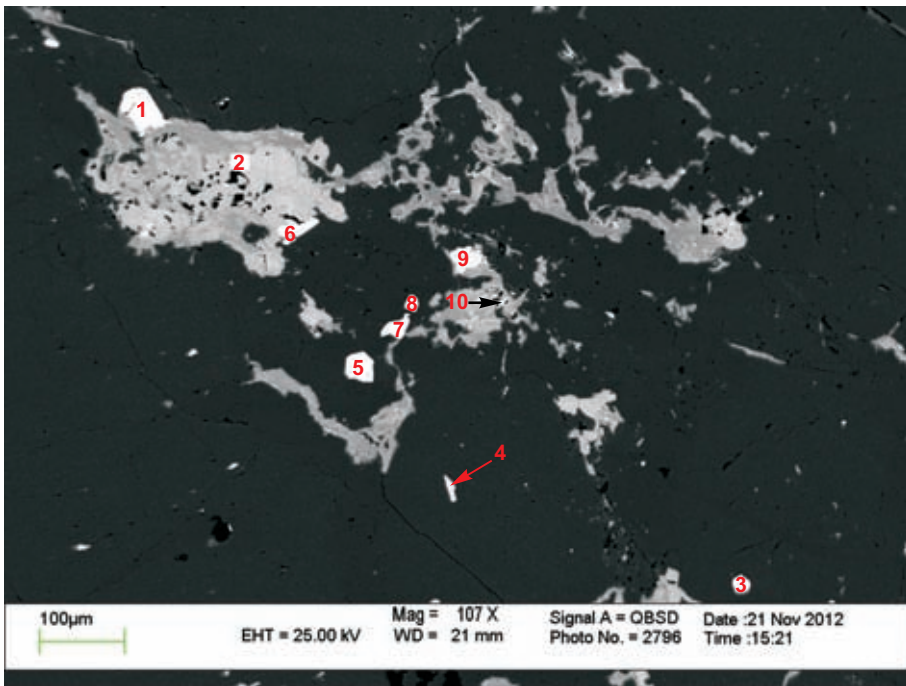 1
2
6
9
10
8
7
5
4
3
100µm
EHT = 25.00 kV
Mag = 107 X
WD = 21 mm
Signal A = QBSD
Photo No. = 2796
Date :21 Nov 2012
Time :15:21